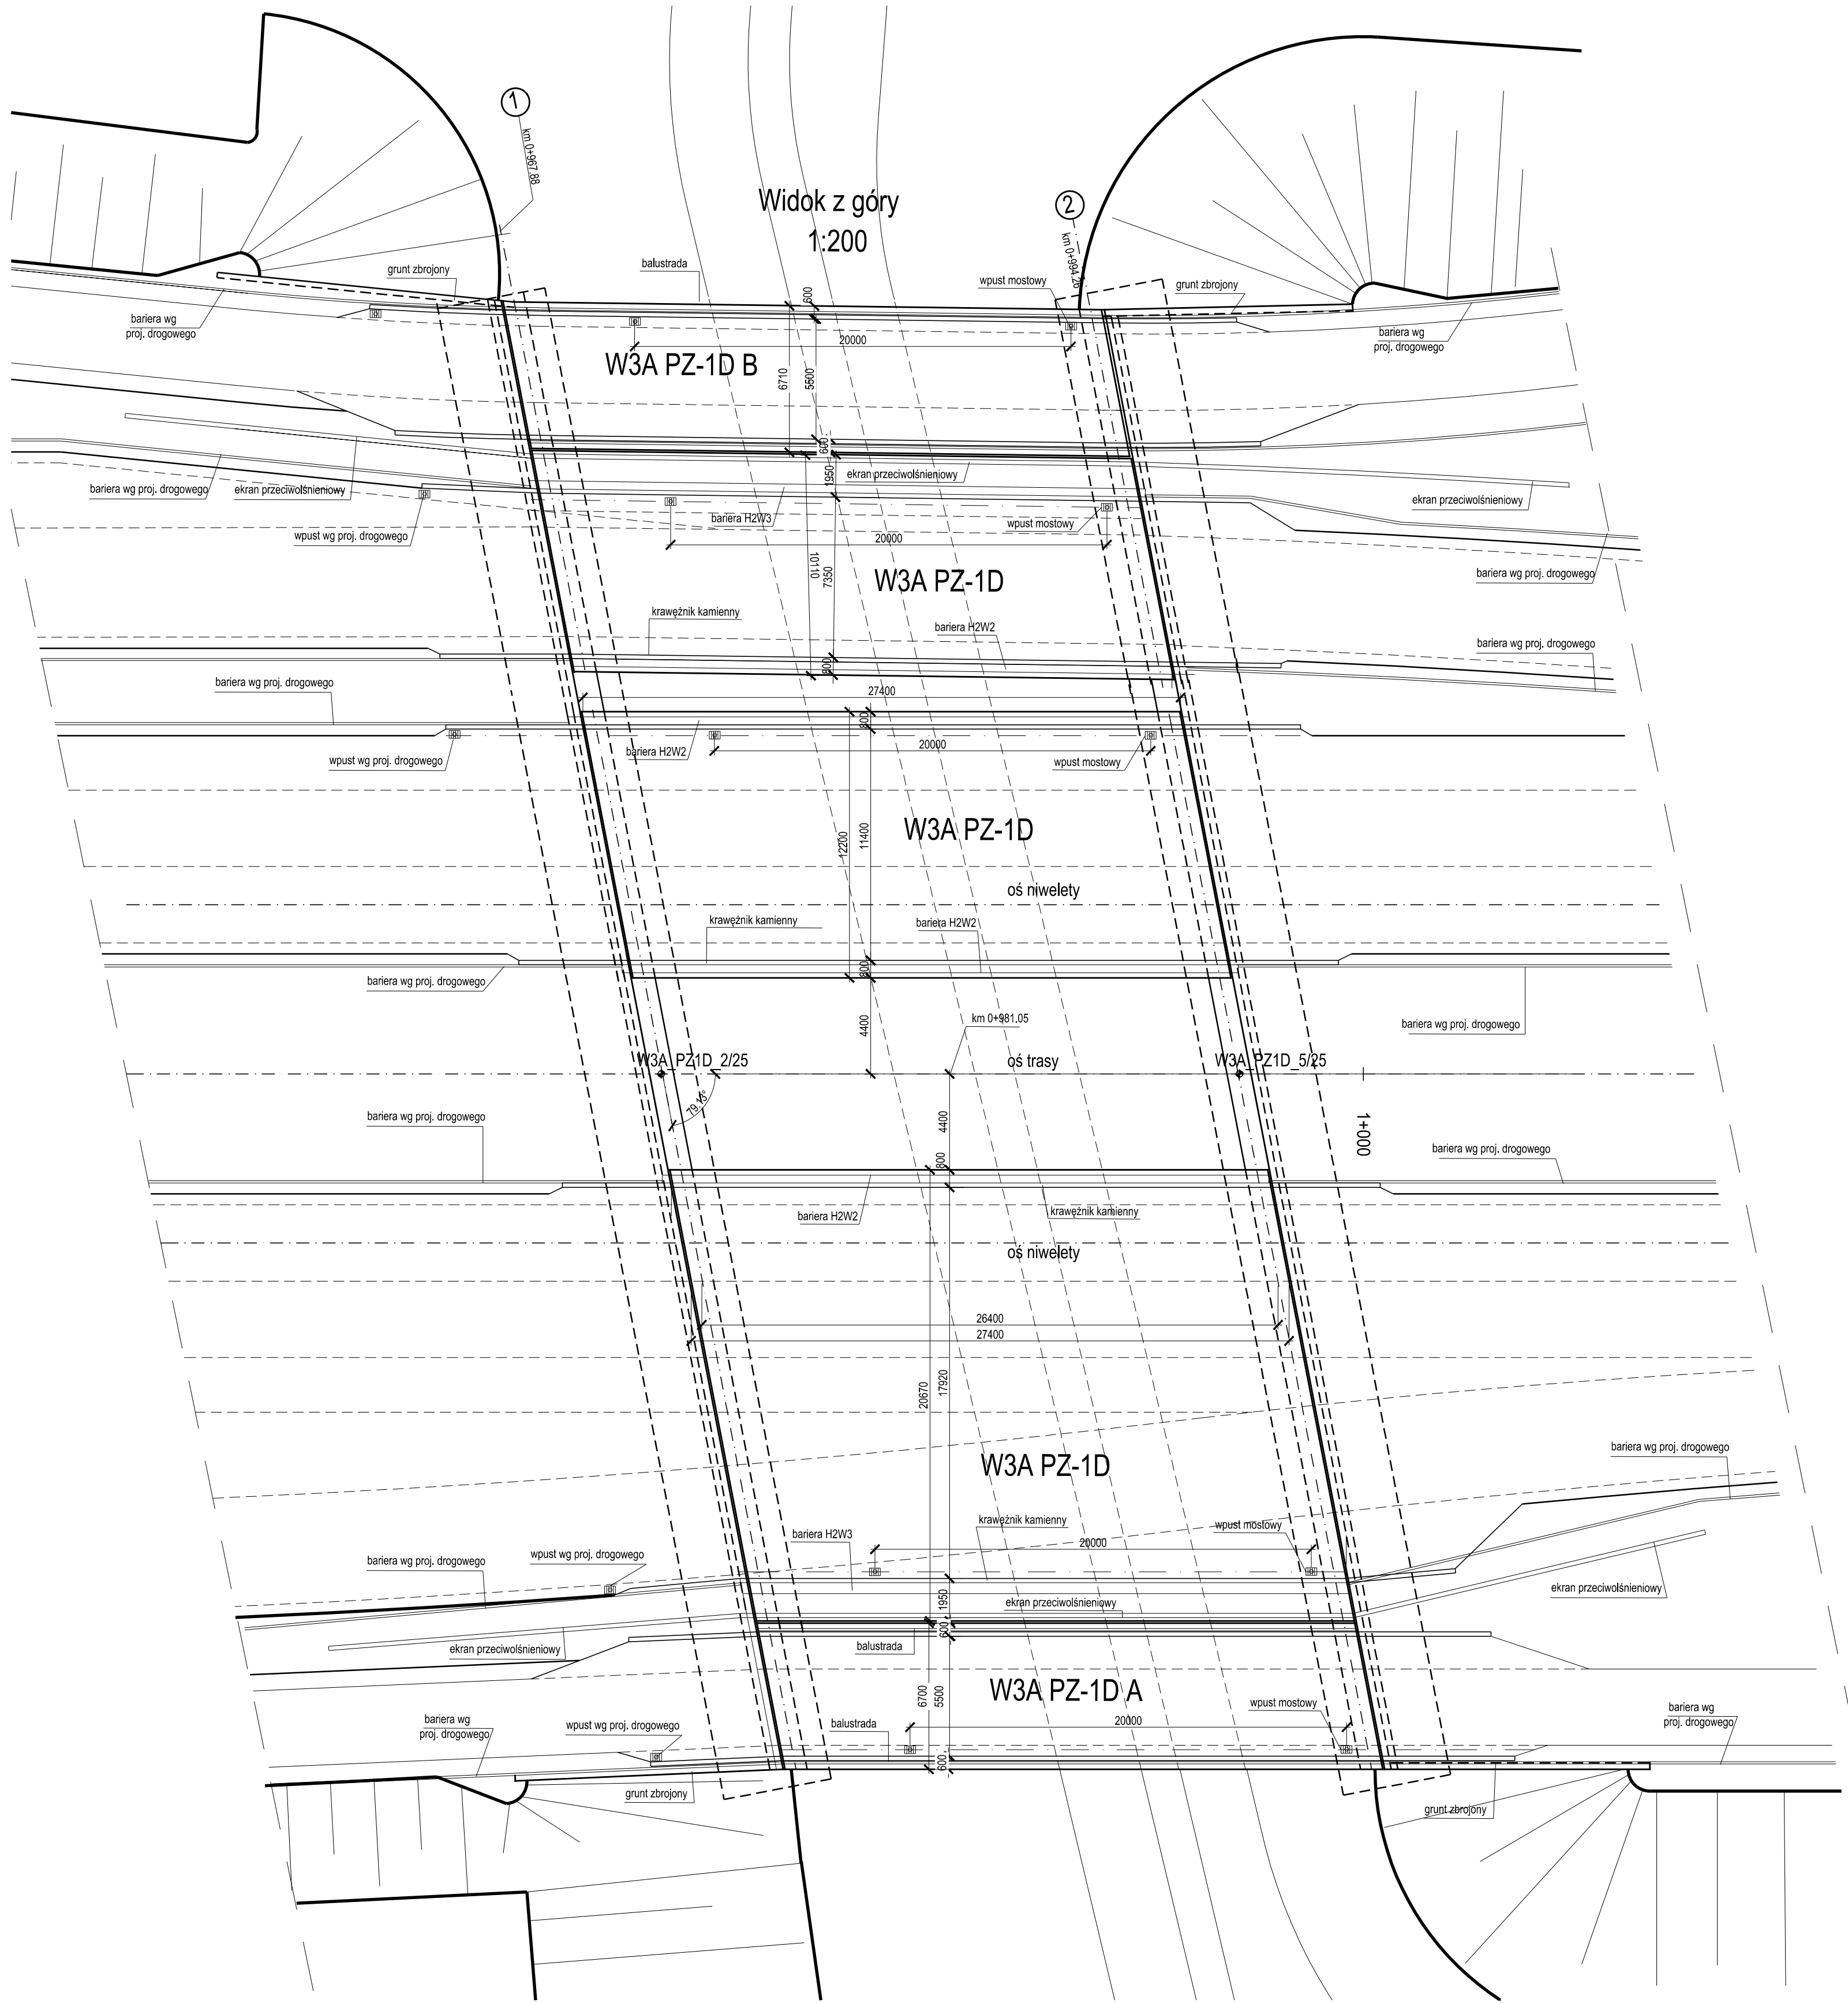 1
km 0+967.88
Widok z góry
1:200
2
km 0+994.26
grunt zbrojony
balustrada
wpust mostowy
grunt zbrojony
600
bariera wg
proj. drogowego
20000
bariera wg
proj. drogowego
W3A PZ-1D B
6710
5500
600
bariera wg proj. drogowego
ekran przeciwolśnieniowy
1950
ekran przeciwolśnieniowy
ekran przeciwolśnieniowy
bariera H2W3
wpust mostowy
wpust wg proj. drogowego
20000
10110
7350
W3A PZ-1D
bariera wg proj. drogowego
krawężnik kamienny
bariera H2W2
bariera wg proj. drogowego
800
bariera wg proj. drogowego
27400
800
bariera H2W2
20000
wpust wg proj. drogowego
wpust mostowy
12200
11400
W3A PZ-1D
oś niwelety
krawężnik kamienny
bariera H2W2
800
bariera wg proj. drogowego
4400
km 0+981.05
bariera wg proj. drogowego
W3A_PZ1D_2/25
oś trasy
W3A_PZ1D_5/25
79.13°
bariera wg proj. drogowego
4400
1+000
800
bariera wg proj. drogowego
bariera H2W2
krawężnik kamienny
oś niwelety
26400
27400
20670
17920
W3A PZ-1D
bariera wg proj. drogowego
bariera H2W3
krawężnik kamienny
wpust mostowy
20000
bariera wg proj. drogowego
wpust wg proj. drogowego
1950
ekran przeciwolśnieniowy
ekran przeciwolśnieniowy
600
ekran przeciwolśnieniowy
balustrada
6700
5500
W3A PZ-1D A
bariera wg
proj. drogowego
wpust wg proj. drogowego
balustrada
20000
wpust mostowy
bariera wg
proj. drogowego
600
grunt zbrojony
grunt zbrojony